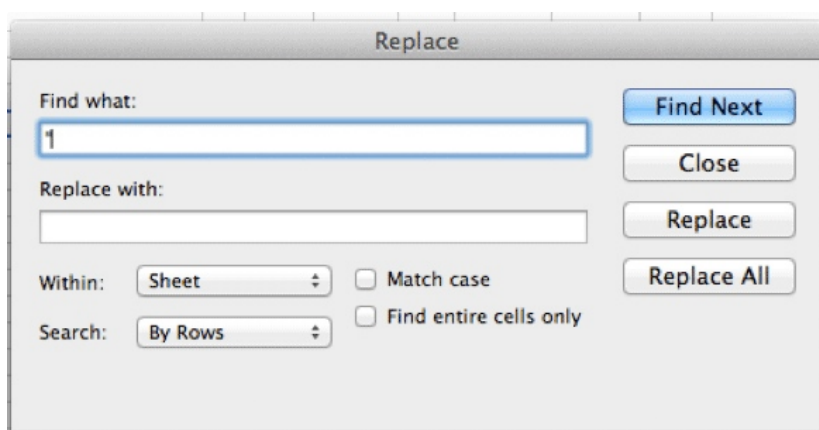 Replace
Find what:
Find Next
Close
Replace with:
Replace
Within: Sheet
Match case
Replace All
Find entire cells only
Search: By Rows